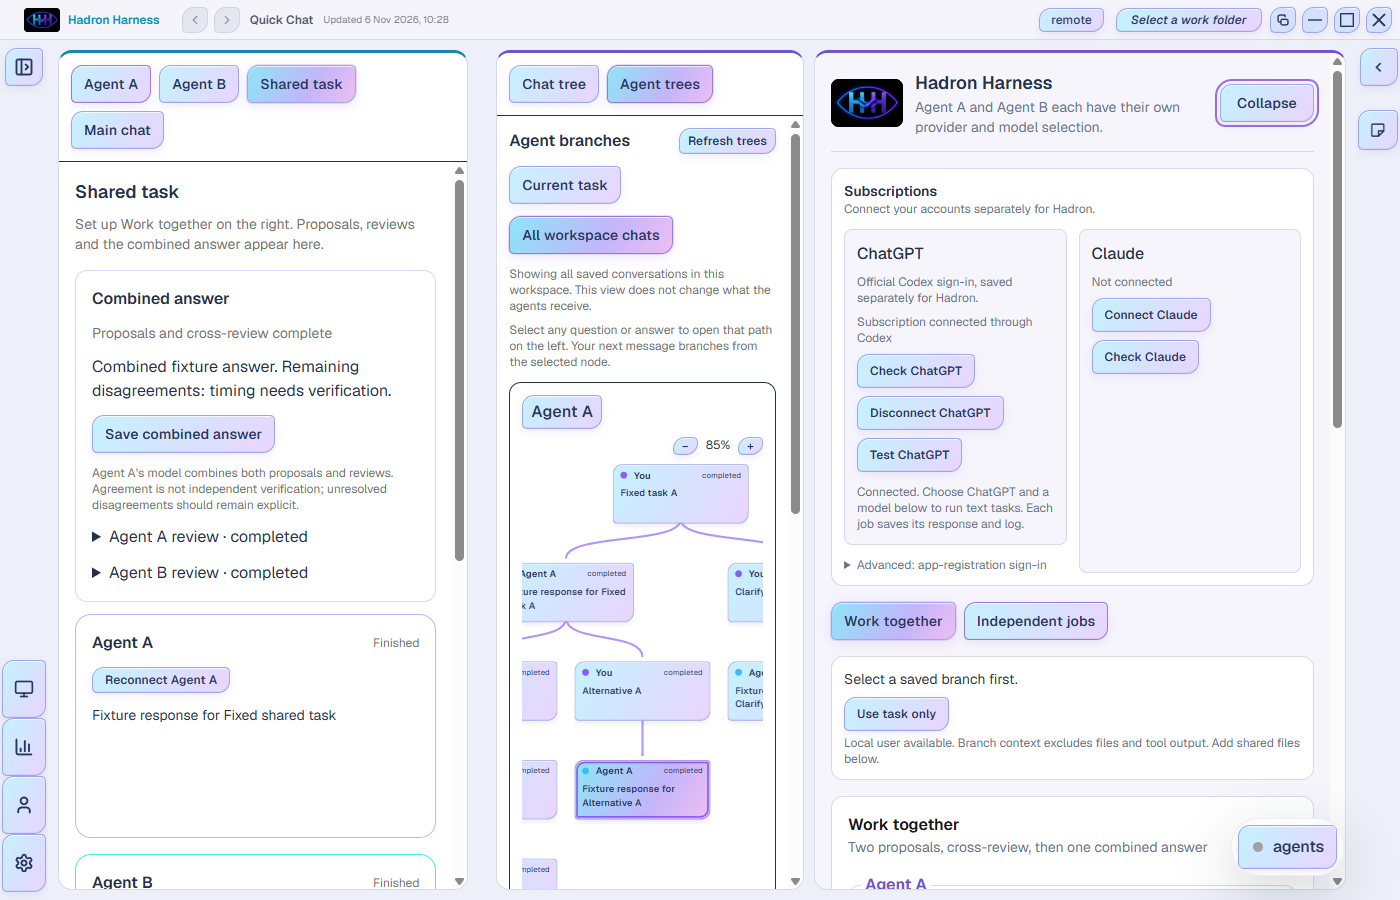 Hadron Harness
Quick Chat
Updated 6 Nov 2026, 10:28
remote
Select a work folder
Agent A
Agent B
Shared task
Main chat
Shared task
Set up Work together on the right. Proposals, reviews
and the combined answer appear here.
Combined answer
Proposals and cross-review complete
Combined fixture answer. Remaining
disagreements: timing needs verification.
Save combined answer
Agent A's model combines both proposals and reviews.
Agreement is not independent verification; unresolved
disagreements should remain explicit.
Agent A review · completed
Agent B review · completed
Agent A
Finished
Reconnect Agent A
Fixture response for Fixed shared task
Agent B
Finished
Chat tree
Agent trees
Agent branches
Refresh trees
Current task
All workspace chats
Showing all saved conversations in this
workspace. This view does not change what the
agents receive.
Select any question or answer to open that path
on the left. Your next message branches from
the selected node.
Agent A
− 85% +
You completed
Fixed task A
Agent A completed
ture response for Fixed
k A
You
Clarify
mpleted
You completed
Alternative A
Age
Fixture
Clarify
mpleted
Agent A completed
Fixture response for
Alternative A
mpleted
Hadron Harness
Agent A and Agent B each have their own
provider and model selection.
Collapse
Subscriptions
Connect your accounts separately for Hadron.
ChatGPT
Official Codex sign-in, saved
separately for Hadron.
Subscription connected through
Codex
Check ChatGPT
Disconnect ChatGPT
Test ChatGPT
Connected. Choose ChatGPT and a
model below to run text tasks. Each
job saves its response and log.
Claude
Not connected
Connect Claude
Check Claude
Advanced: app-registration sign-in
Work together
Independent jobs
Select a saved branch first.
Use task only
Local user available. Branch context excludes files and tool output. Add shared files
below.
Work together
Two proposals, cross-review, then one combined answer
Agent A
agents